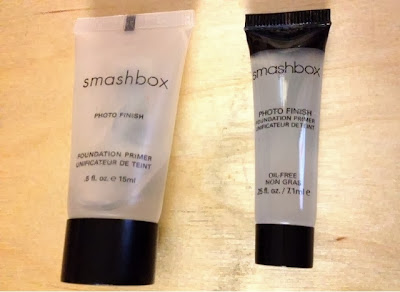 smashbox
PHOTO FINISH
FOUNDATION PRIMER
UNIFICATEUR DE TEINT
.5 fl. oz. e 15ml
smashbox
PHOTO FINISH
FOUNDATION PRIMER
UNIFICATEUR DE TEINT
OIL-FREE
NON GRAS
.25 fl. oz. / 7.1ml e